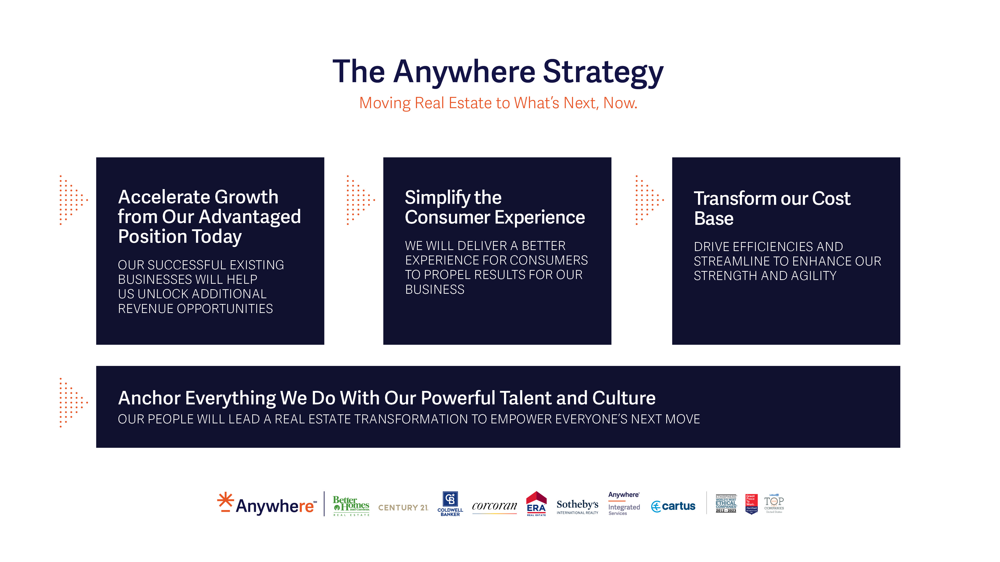 The Anywhere Strategy
Moving Real Estate to What’s Next, Now.
Accelerate Growth
from Our Advantaged
Position Today
OUR SUCCESSFUL EXISTING
BUSINESSES WILL HELP
US UNLOCK ADDITIONAL
REVENUE OPPORTUNITIES
Simplify the
Consumer Experience
WE WILL DELIVER A BETTER
EXPERIENCE FOR CONSUMERS
TO PROPEL RESULTS FOR OUR
BUSINESS
Transform our Cost
Base
DRIVE EFFICIENCIES AND
STREAMLINE TO ENHANCE OUR
STRENGTH AND AGILITY
Anchor Everything We Do With Our Powerful Talent and Culture
OUR PEOPLE WILL LEAD A REAL ESTATE TRANSFORMATION TO EMPOWER EVERYONE’S NEXT MOVE
Anywhere℠
Better
Homes
and Gardens
REAL ESTATE
CENTURY 21.
CB
COLDWELL
BANKER
corcoran
ERA
REAL ESTATE
Sotheby’s
INTERNATIONAL REALTY
Anywhere℠
Integrated
Services
cartus
ETHISPHERE
WORLD’S MOST
ETHICAL
COMPANIES
2012 - 2023
Great
Place
To
Work.
Certified
LinkedIn
TOP
2022
COMPANIES
United States